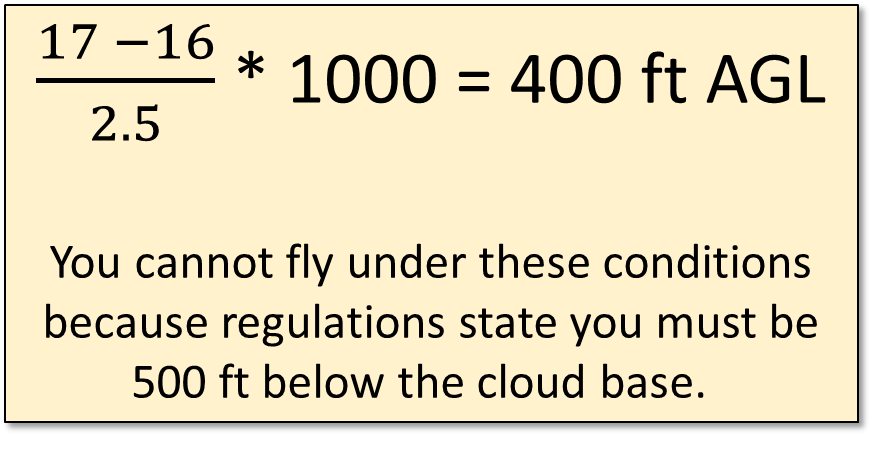 17 −16
2.5
* 1000 = 400 ft AGL
You cannot fly under these conditions
because regulations state you must be
500 ft below the cloud base.